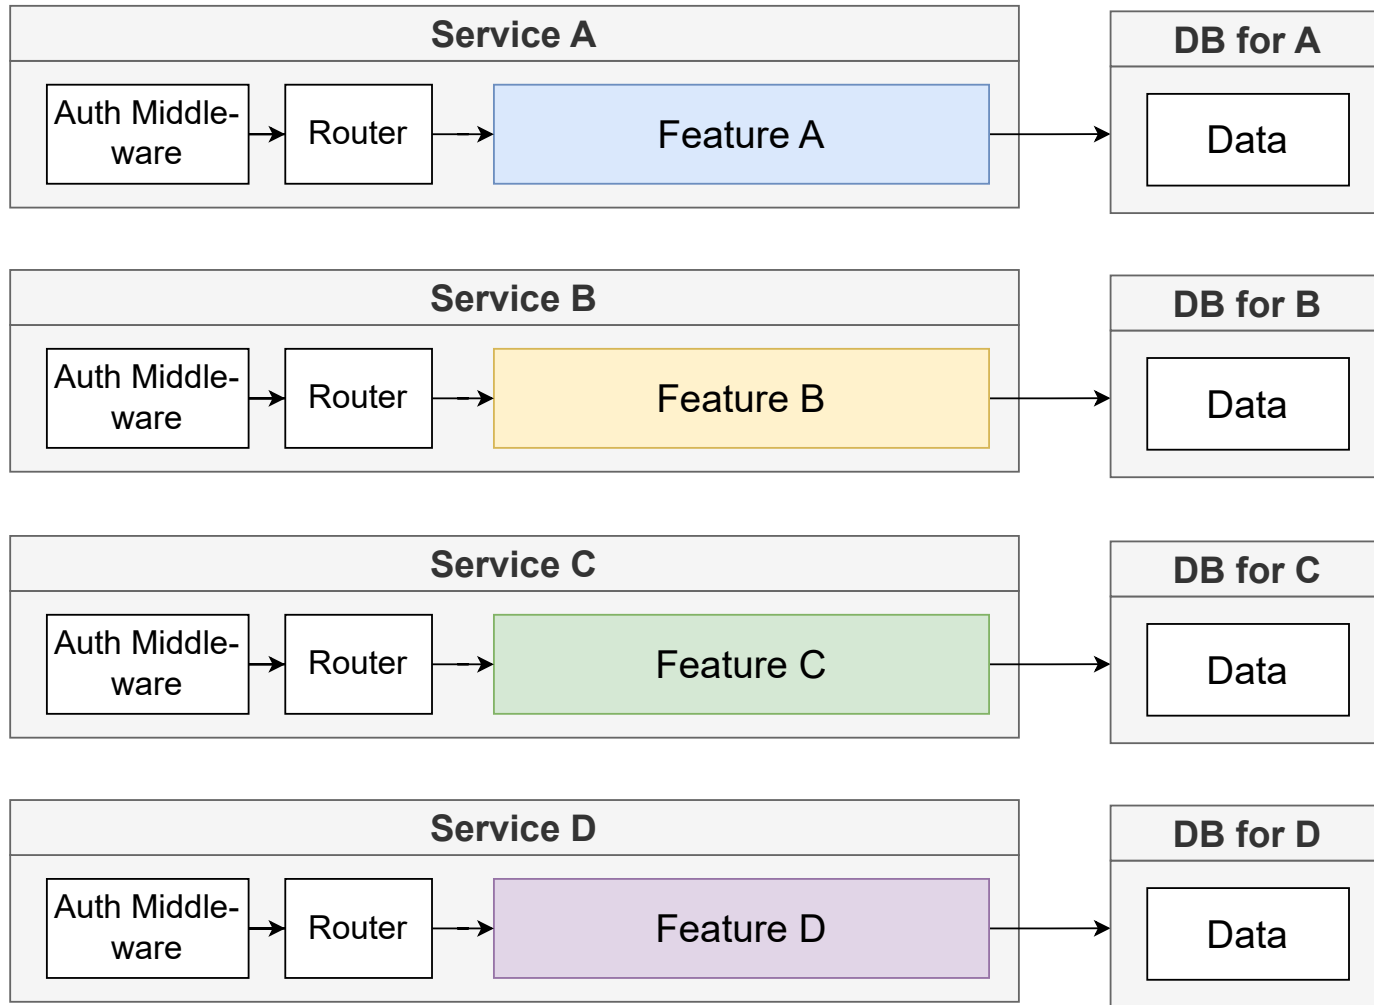 Service A
DB for A
Auth Middle-
ware
Router
Feature A
Data
Service B
DB for B
Auth Middle-
ware
Router
Feature B
Data
Service C
DB for C
Auth Middle-
ware
Router
Feature C
Data
Service D
DB for D
Auth Middle-
ware
Router
Feature D
Data